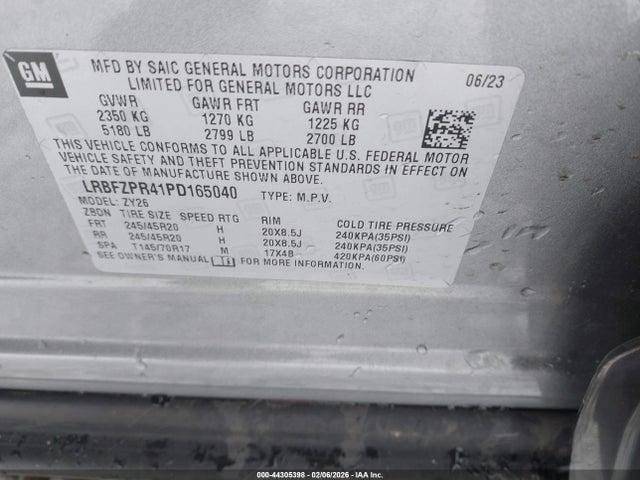 GM
MFD BY SAIC GENERAL MOTORS CORPORATION 06/23
LIMITED FOR GENERAL MOTORS LLC
GVWR GAWR FRT GAWR RR
2350 KG 1270 KG 1225 KG
5180 LB 2799 LB 2700 LB
THIS VEHICLE CONFORMS TO ALL APPLICABLE U.S. FEDERAL MOTOR
VEHICLE SAFETY AND THEFT PREVENTION STANDARDS IN EFFECT ON
THE DATE OF MANUFACTURE SHOWN ABOVE.
LRBFZPR41PD165040 TYPE: M.P.V.
MODEL: ZY26
ZBDN TIRE SIZE SPEED RTG RIM COLD TIRE PRESSURE
FRT 245/45R20 H 20X8.5J 240KPA(35PSI)
RR 245/45R20 H 20X8.5J 240KPA(35PSI)
SPA T145/70R17 M 17X4B 420KPA(60PSI)
SEE OWNER'S MANUAL FOR MORE INFORMATION.
000-44305398 - 02/06/2026 - COPART, INC.